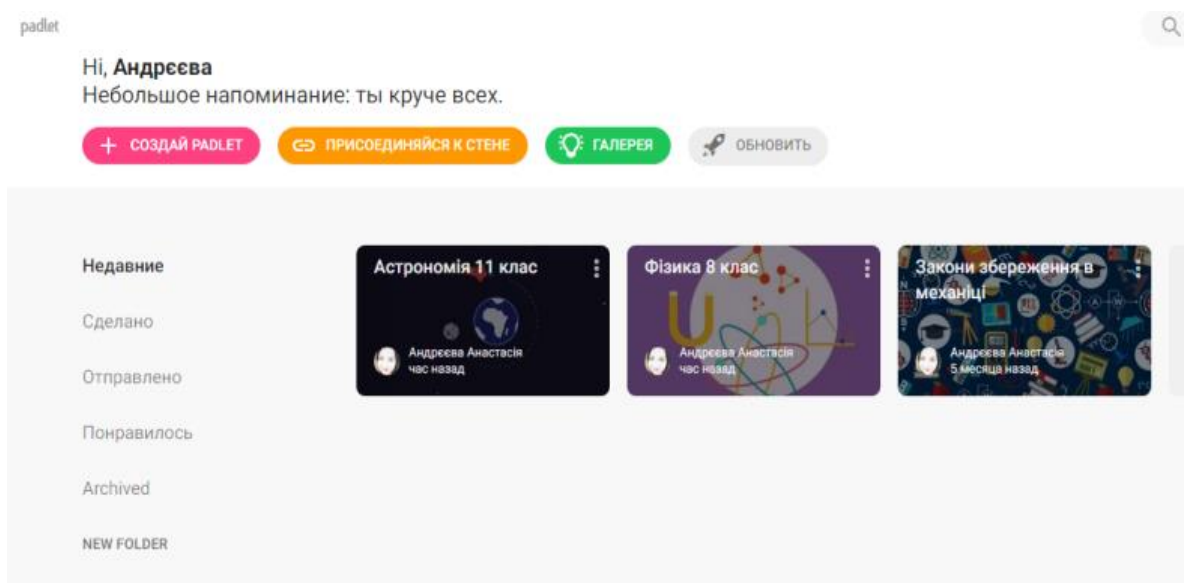 padlet
Hi, Андрєєва
Небольшое напоминание: ты круче всех.
СОЗДАЙ PADLET
ПРИСОЕДИНЯЙСЯ К СТЕНЕ
ГАЛЕРЕЯ
ОБНОВИТЬ
Недавние
Сделано
Отправлено
Понравилось
Archived
NEW FOLDER
Астрономія 11 клас
Андрєєва Анастасія
час назад
Фізика 8 клас
Андрєєва Анастасія
час назад
Закони збереження в
механіці
Андрєєва Анастасія
5 месяца назад